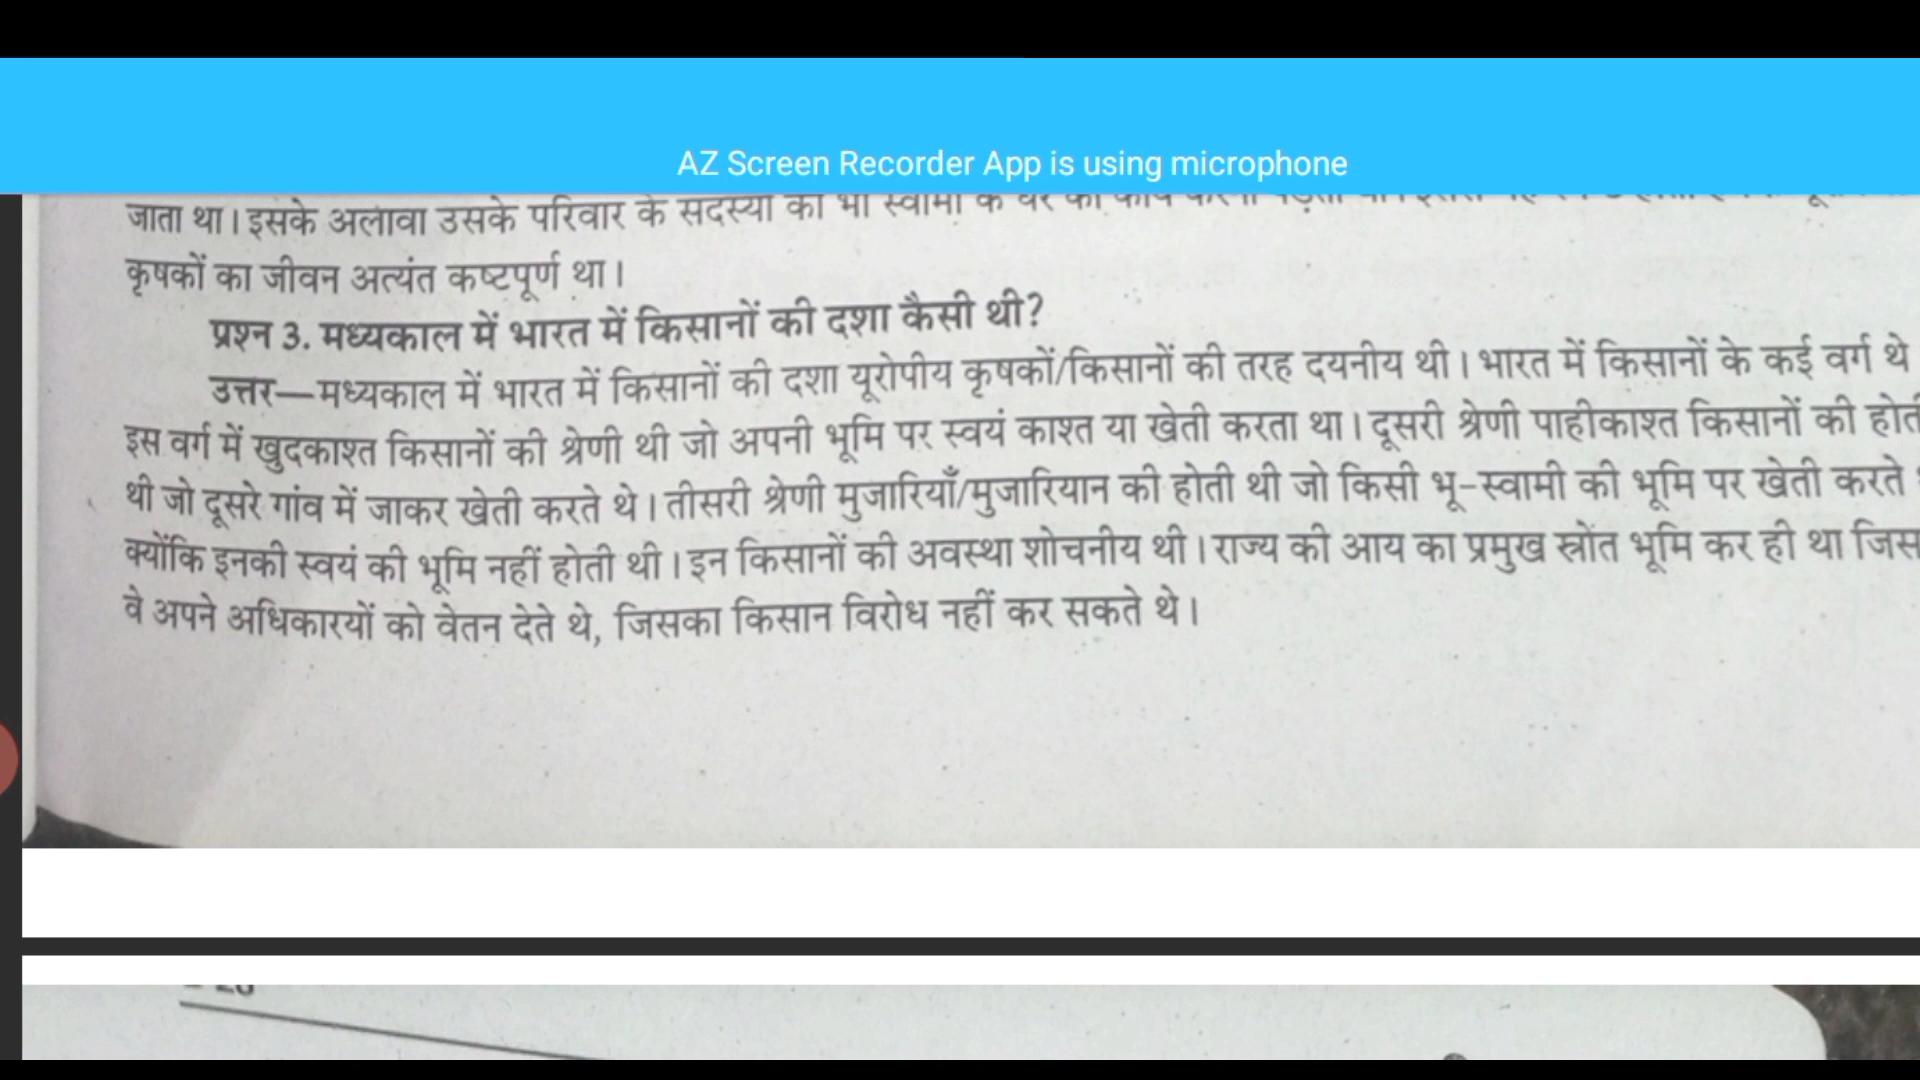 AZ Screen Recorder App is using microphone
जाता था। इसके अलावा उसके परिवार के सदस्यों को भी स्वामी के घर का कार्य करना पड़ता था।
कृषकों का जीवन अत्यंत कष्टपूर्ण था।
प्रश्न 3. मध्यकाल में भारत में किसानों की दशा कैसी थी?
उत्तर—मध्यकाल में भारत में किसानों की दशा यूरोपीय कृषकों/किसानों की तरह दयनीय थी। भारत में किसानों के कई वर्ग थे
इस वर्ग में खुदकाश्त किसानों की श्रेणी थी जो अपनी भूमि पर स्वयं काश्त या खेती करता था। दूसरी श्रेणी पाहीकाश्त किसानों की होती
थी जो दूसरे गांव में जाकर खेती करते थे। तीसरी श्रेणी मुजारियाँ/मुजारियान की होती थी जो किसी भू-स्वामी की भूमि पर खेती करते
क्योंकि इनकी स्वयं की भूमि नहीं होती थी। इन किसानों की अवस्था शोचनीय थी। राज्य की आय का प्रमुख स्रोत भूमि कर ही था जिस
वे अपने अधिकारयों को वेतन देते थे, जिसका किसान विरोध नहीं कर सकते थे।